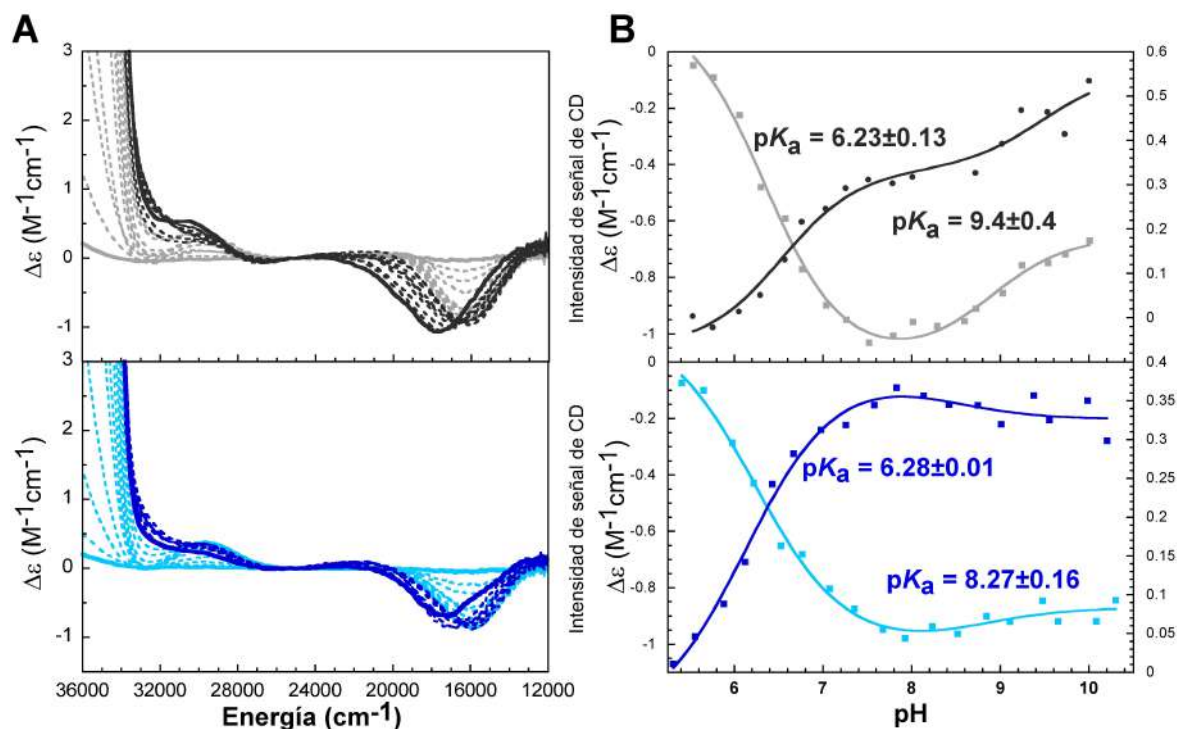 A
B
3
2
1
0
-1
Δε (M-1cm-1)
3
2
1
0
-1
Δε (M-1cm-1)
36000 32000 28000 24000 20000 16000 12000
Energía (cm-1)
Intensidad de señal de CD
Intensidad de señal de CD
0
-0.2
-0.4
-0.6
-0.8
-1
Δε (M-1cm-1)
pKa = 6.23±0.13
pKa = 9.4±0.4
0.6
0.5
0.4
0.3
0.2
0.1
0
0
-0.2
-0.4
-0.6
-0.8
-1
Δε (M-1cm-1)
pKa = 6.28±0.01
pKa = 8.27±0.16
0.4
0.35
0.3
0.25
0.2
0.15
0.1
0.05
0
6 7 8 9 10
pH